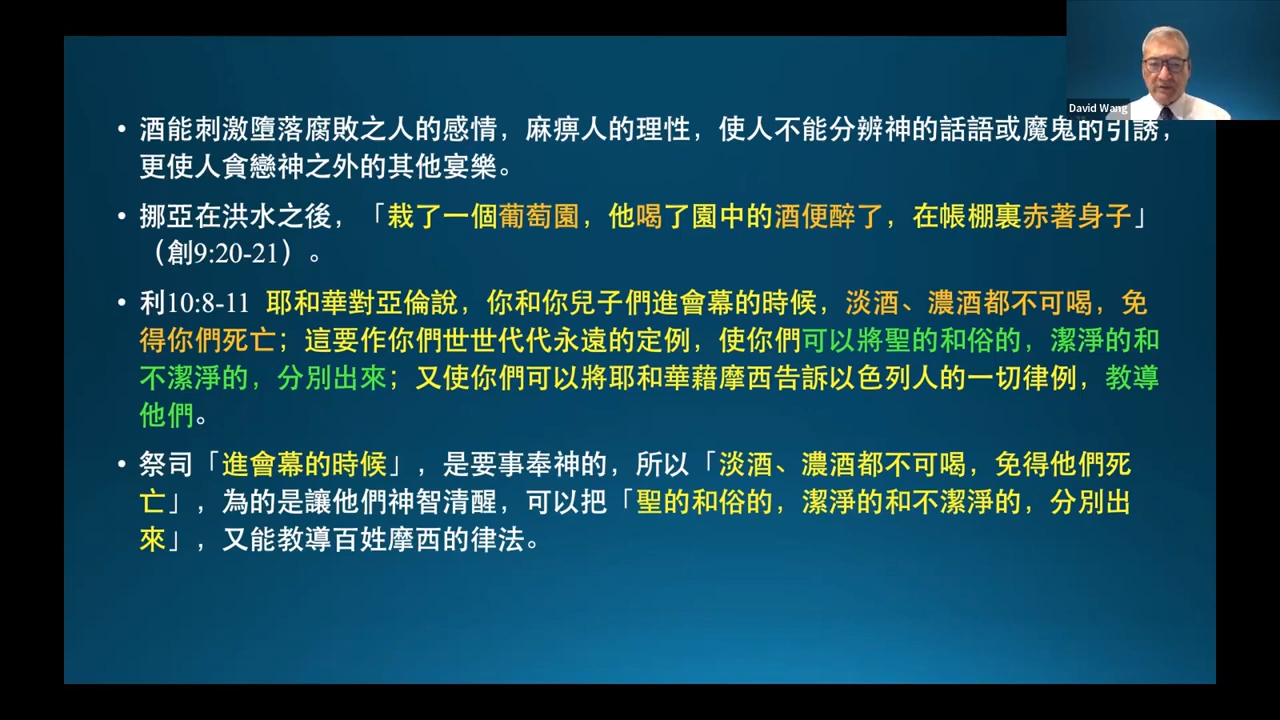 David Wang
• 酒能刺激墮落腐敗之人的感情，麻痹人的理性，使人不能分辨神的話語或魔鬼的引誘，
更使人貪戀神之外的其他宴樂。
• 挪亞在洪水之後，「栽了一個葡萄園，他喝了園中的酒便醉了，在帳棚裏赤著身子」
（創9:20-21）。
• 利10:8-11 耶和華對亞倫說，你和你兒子們進會幕的時候，淡酒、濃酒都不可喝，免
得你們死亡；這要作你們世世代代永遠的定例，使你們可以將聖的和俗的，潔淨的和
不潔淨的，分別出來；又使你們可以將耶和華藉摩西告訴以色列人的一切律例，教導
他們。
• 祭司「進會幕的時候」，是要事奉神的，所以「淡酒、濃酒都不可喝，免得他們死
亡」，為的是讓他們神智清醒，可以把「聖的和俗的，潔淨的和不潔淨的，分別出
來」，又能教導百姓摩西的律法。